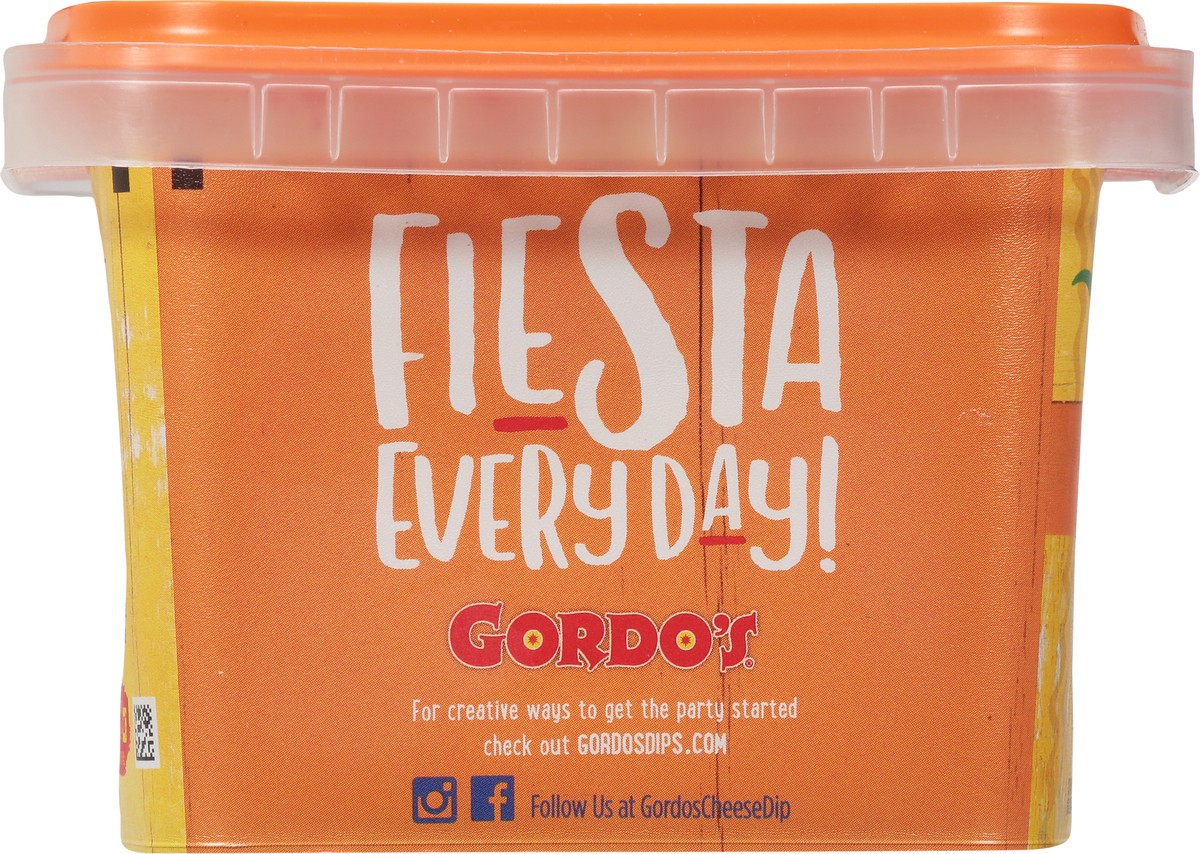 FIESTA
EVERY DAY!
GORDO'S®
For creative ways to get the party started
check out GORDOSDIPS.COM
Follow Us at GordosCheeseDip